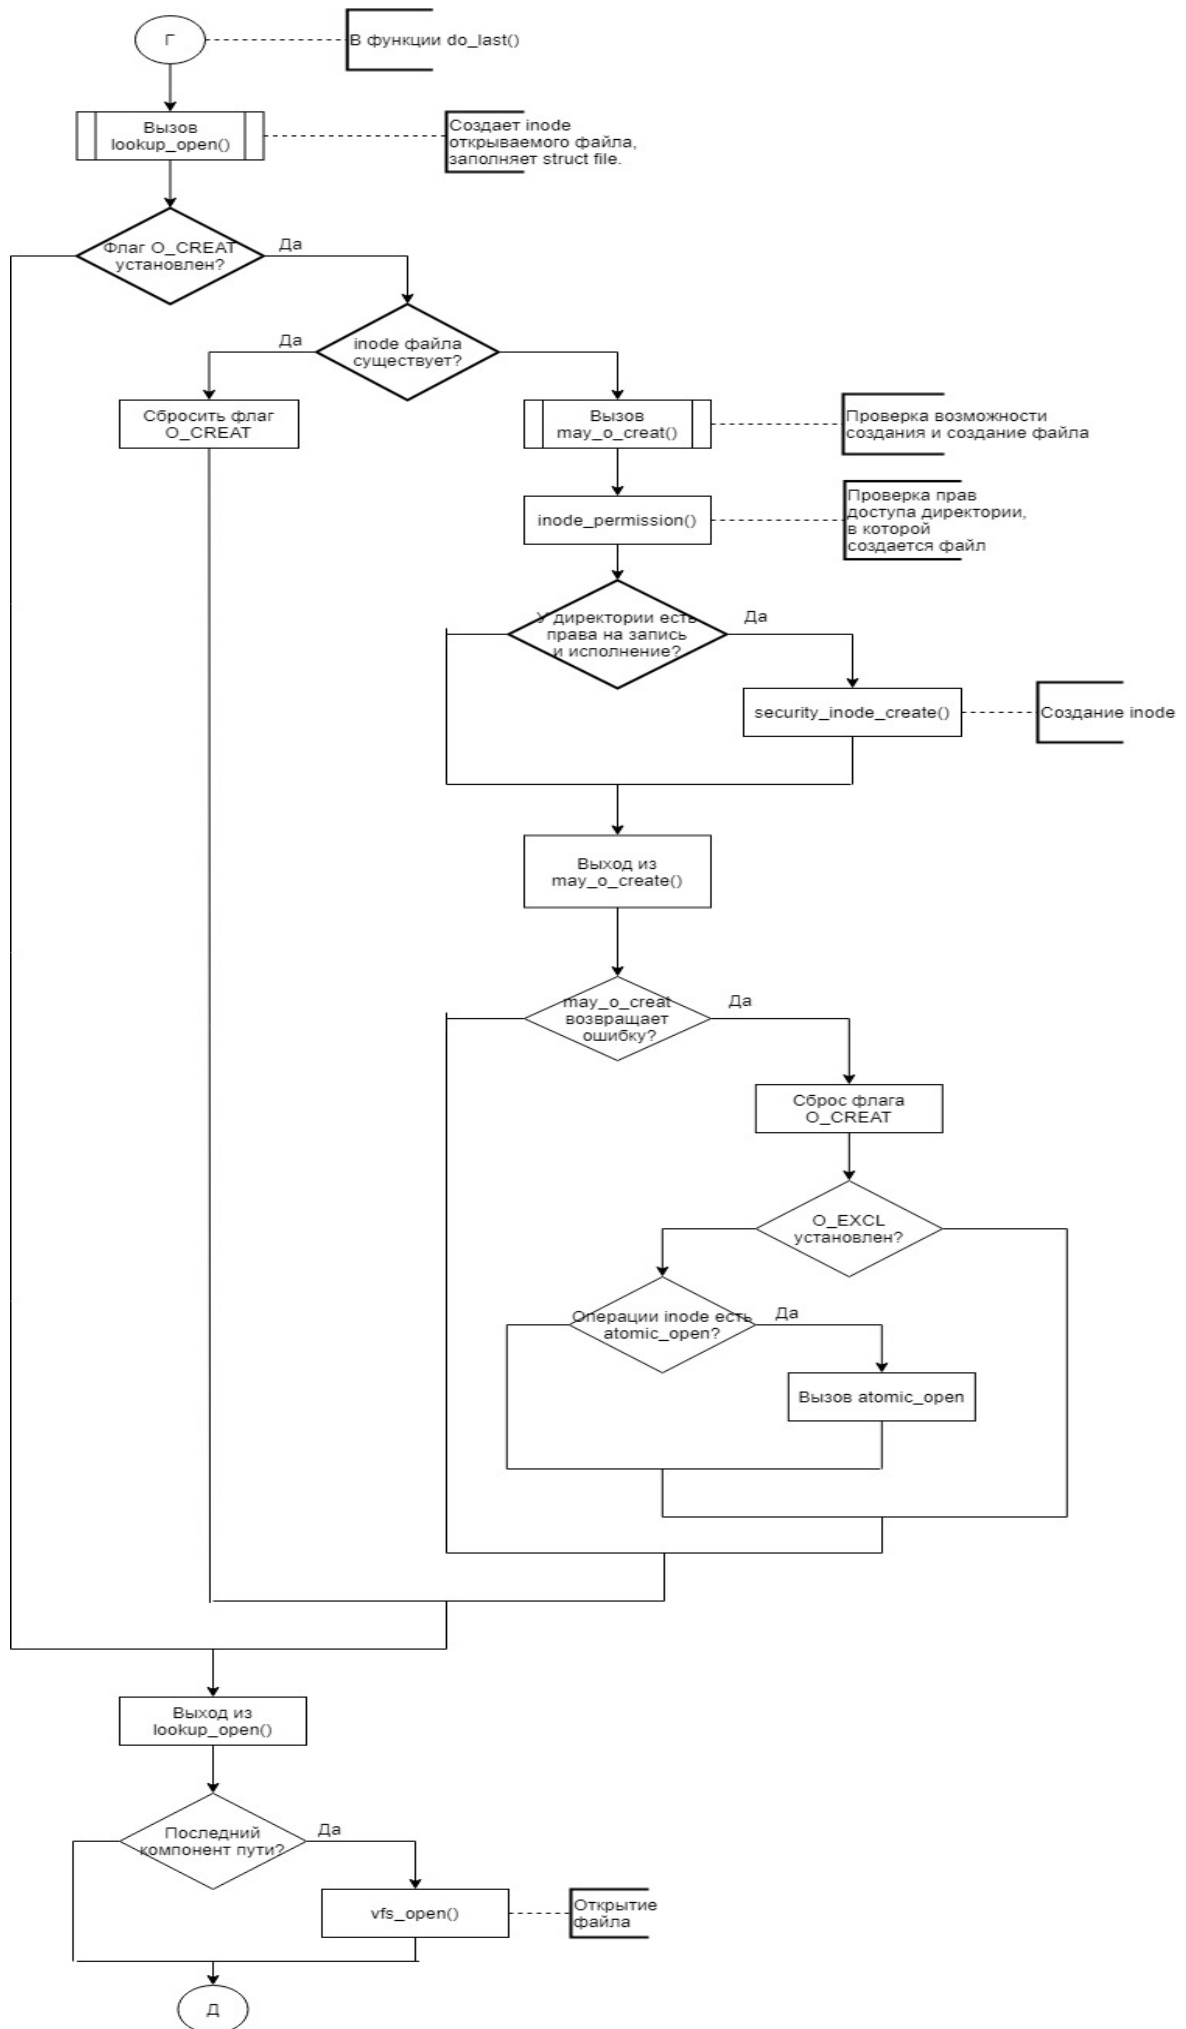 Г
В функции do_last()
Вызов
lookup_open()
Создает inode
открываемого файла,
заполняет struct file.
Флаг O_CREAT
установлен?
Да
inode файла
существует?
Да
Сбросить флаг
O_CREAT
Вызов
may_o_creat()
Проверка возможности
создания и создание файла
inode_permission()
Проверка прав
доступа директории,
в которой
создается файл
У директории есть
права на запись
и исполнение?
Да
security_inode_create()
Создание inode
Выход из
may_o_create()
may_o_creat
возвращает
ошибку?
Да
Сброс флага
O_CREAT
O_EXCL
установлен?
Операции inode есть
atomic_open?
Да
Вызов atomic_open
Выход из
lookup_open()
Последний
компонент пути?
Да
vfs_open()
Открытие
файла
Д